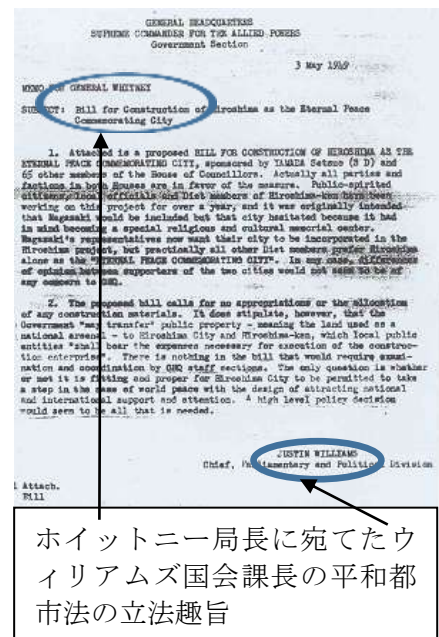 GENERAL HEADQUARTERS
SUPREME COMMANDER FOR THE ALLIED POWERS
Government Section
3 May 1949
MEMO FOR GENERAL WHITNEY
SUBJECT: Bill for Construction of Hiroshima as the Eternal Peace
Commemorating City
1. Attached is a proposed BILL FOR CONSTRUCTION OF HIROSHIMA AS THE
ETERNAL PEACE COMMEMORATING CITY, sponsored by YAMADA Setsuo (S D) and
65 other members of the House of Councillors. Actually all parties and
factions in both Houses are in favor of the measure. Public-spirited
citizens, local officials and Diet members of Hiroshima-ken have been
working on this project for over a year, and it was originally intended
that Nagasaki would be included but that city hesitated because it had
in mind becoming a special religious and cultural memorial center.
Nagasaki's representatives now want their city to be incorporated in the
Hiroshima project, but practically all other Diet members prefer Hiroshima
alone as the "ETERNAL PEACE COMMEMORATING CITY". In any case, differences
of opinion between supporters of the two cities would not seem to be of
any concern to GHQ.
2. The proposed bill calls for no appropriations or the allocation
of any construction materials. It does stipulate, however, that the
Government "may transfer" public property - meaning the land used as a
national arsenal - to Hiroshima City and Hiroshima-ken, which local public
entities "shall bear the expenses necessary for execution of the construc-
tion enterprise". There is nothing in the bill that would require exami-
nation and coordination by GHQ staff sections. The only question is whether
or not it is fitting and proper for Hiroshima City to be permitted to take
a step in the name of world peace with the design of attracting national
and international support and attention. A high level policy decision
would seem to be all that is needed.
JUSTIN WILLIAMS
Chief, Parliamentary and Political Division
1 Attach.
Bill
ホイットニー局長に宛てたウ
ィリアムズ国会課長の平和都
市法の立法趣旨